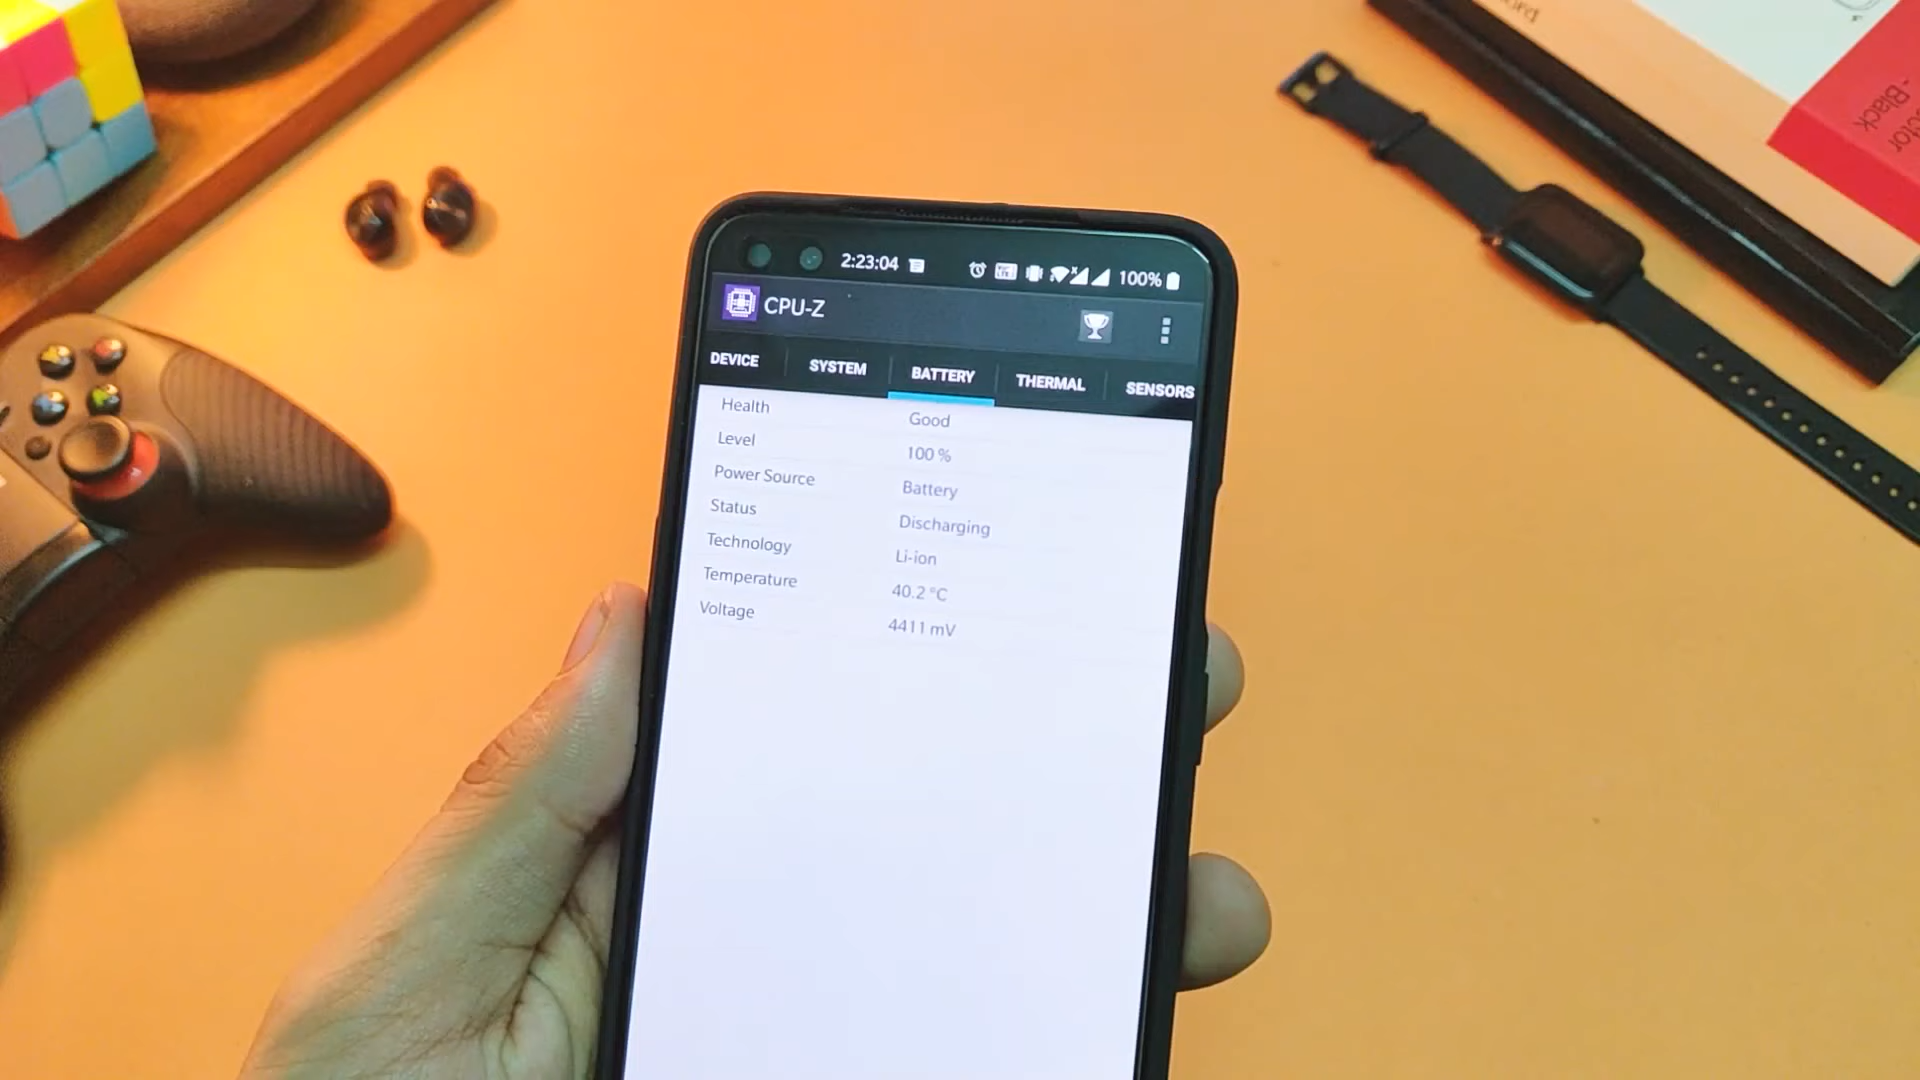 2:23:04 100%
CPU-Z
DEVICE SYSTEM BATTERY THERMAL SENSORS
Health Good
Level 100 %
Power Source Battery
Status Discharging
Technology Li-ion
Temperature 40.2 °C
Voltage 4411 mV
- Black